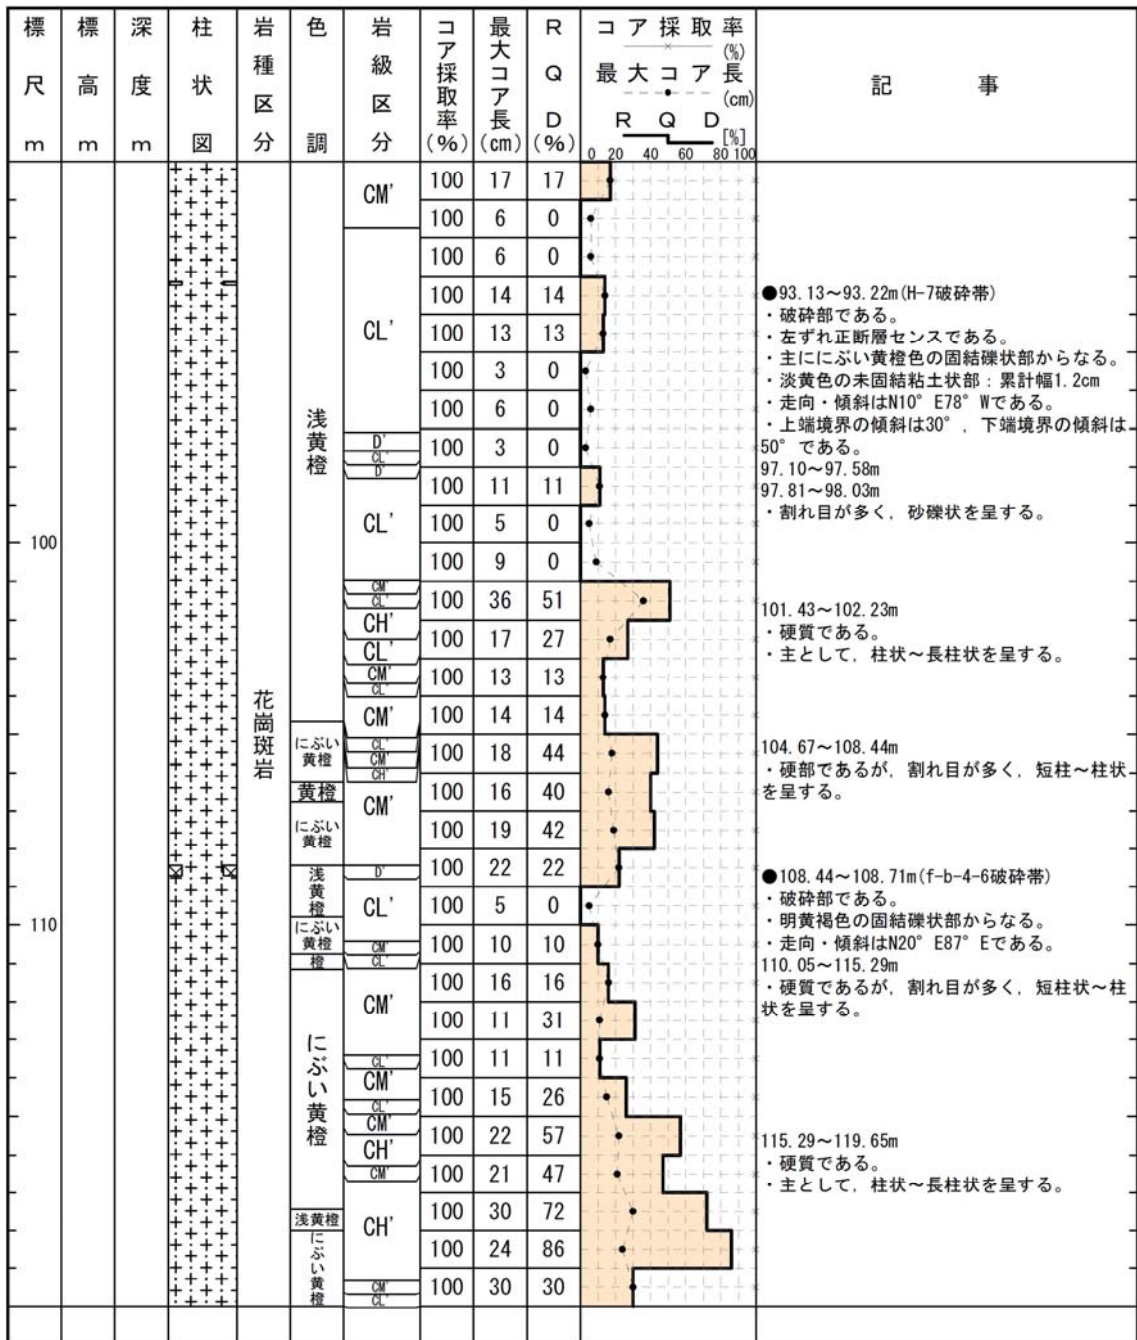 標尺m
標高m
深度m
柱状図
岩種区分
色調
岩級区分
コア採取率(%)
最大コア長(cm)
RQD(%)
コア採取率
(%)
最大コア長
(cm)
RQD
[%]
0 20 40 60 80 100
記事
100
110
花崗斑岩
浅黄橙
にぶい
黄橙
黄橙
にぶい
黄橙
浅黄橙
にぶい
黄橙
橙
にぶい黄橙
浅黄橙
にぶい黄橙
CM'
CL'
D'
CL'
D'
CL'
CM'
CL'
CH'
CL'
CM'
CL'
CM'
CL'
CM'
CH'
CM'
D'
CL'
CM'
CL'
CM'
CL'
CM'
CL'
CM'
CH'
CM'
CH'
CM'
CL'
100 17 17
100 6 0
100 6 0
100 14 14
100 13 13
100 3 0
100 6 0
100 3 0
100 11 11
100 5 0
100 9 0
100 36 51
100 17 27
100 13 13
100 14 14
100 18 44
100 16 40
100 19 42
100 22 22
100 5 0
100 10 10
100 16 16
100 11 31
100 11 11
100 15 26
100 22 57
100 21 47
100 30 72
100 24 86
100 30 30
●93.13～93.22m(H-7破砕帯)
・破砕部である。
・左ずれ正断層センスである。
・主ににぶい黄橙色の固結礫状部からなる。
・淡黄色の未固結粘土状部：累計幅1.2cm
・走向・傾斜はN10°E78°Wである。
・上端境界の傾斜は30°，下端境界の傾斜は
50°である。
97.10～97.58m
97.81～98.03m
・割れ目が多く，砂礫状を呈する。
101.43～102.23m
・硬質である。
・主として，柱状～長柱状を呈する。
104.67～108.44m
・硬部であるが，割れ目が多く，短柱～柱状
を呈する。
●108.44～108.71m(f-b-4-6破砕帯)
・破砕部である。
・明黄褐色の固結礫状部からなる。
・走向・傾斜はN20°E87°Eである。
110.05～115.29m
・硬質であるが，割れ目が多く，短柱状～柱
状を呈する。
115.29～119.65m
・硬質である。
・主として，柱状～長柱状を呈する。